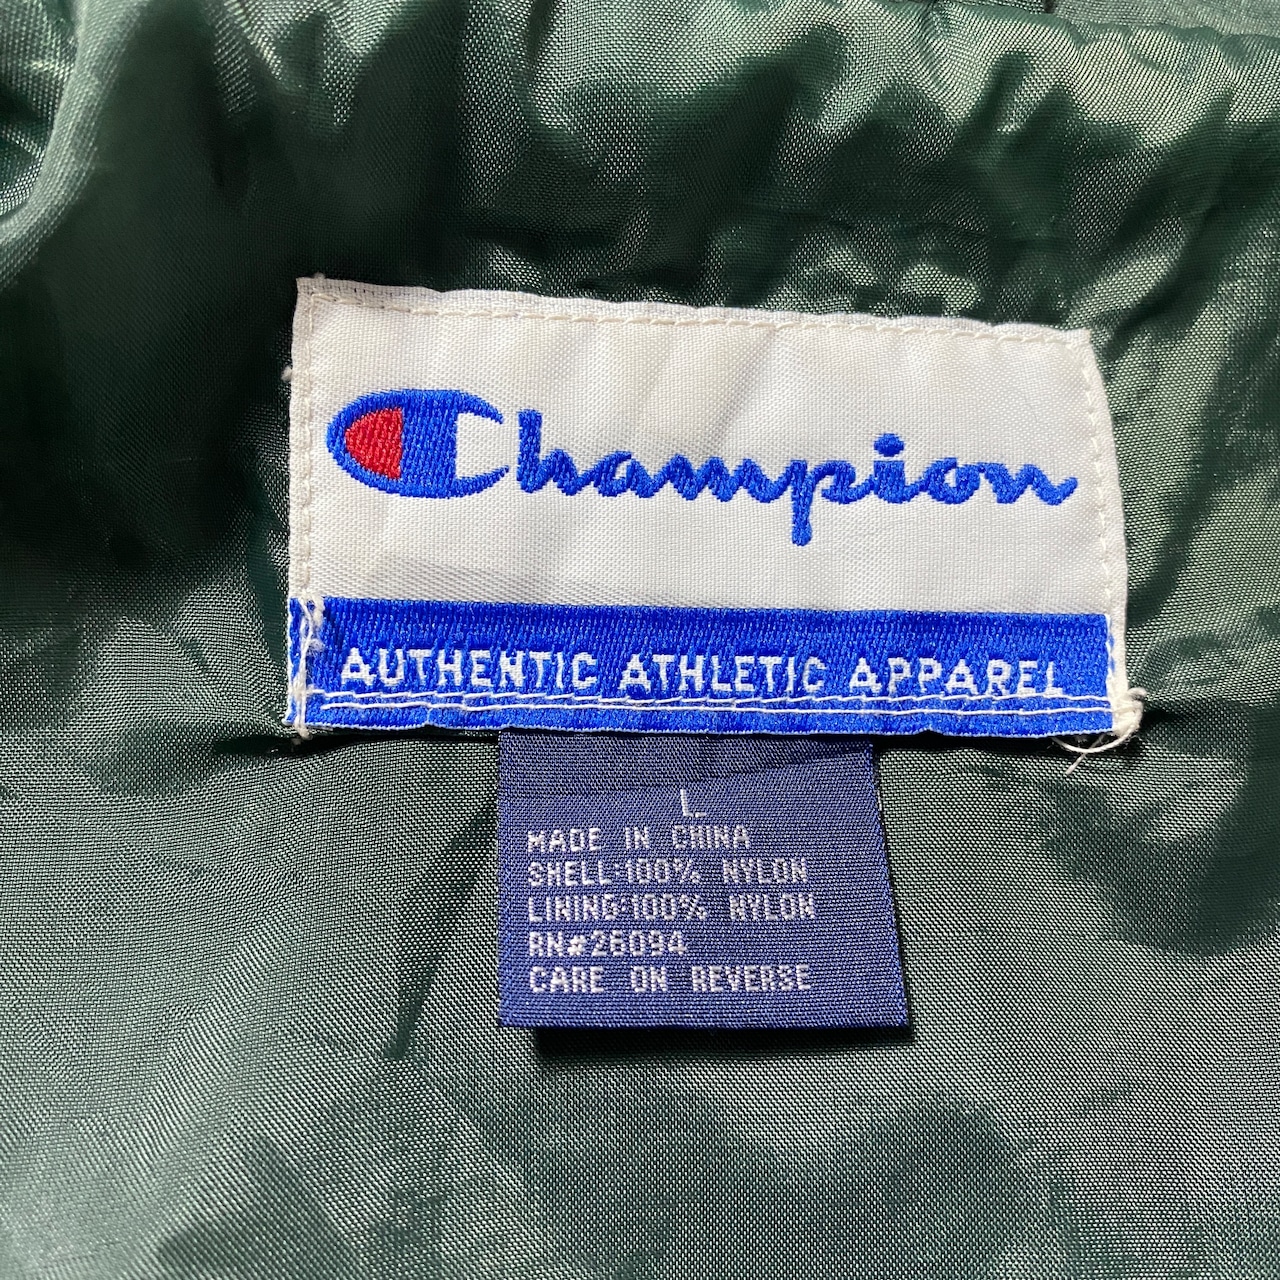 Champion
AUTHENTIC ATHLETIC APPAREL
L
MADE IN CHINA
SHELL:100% NYLON
LINING:100% NYLON
RN#26094
CARE ON REVERSE